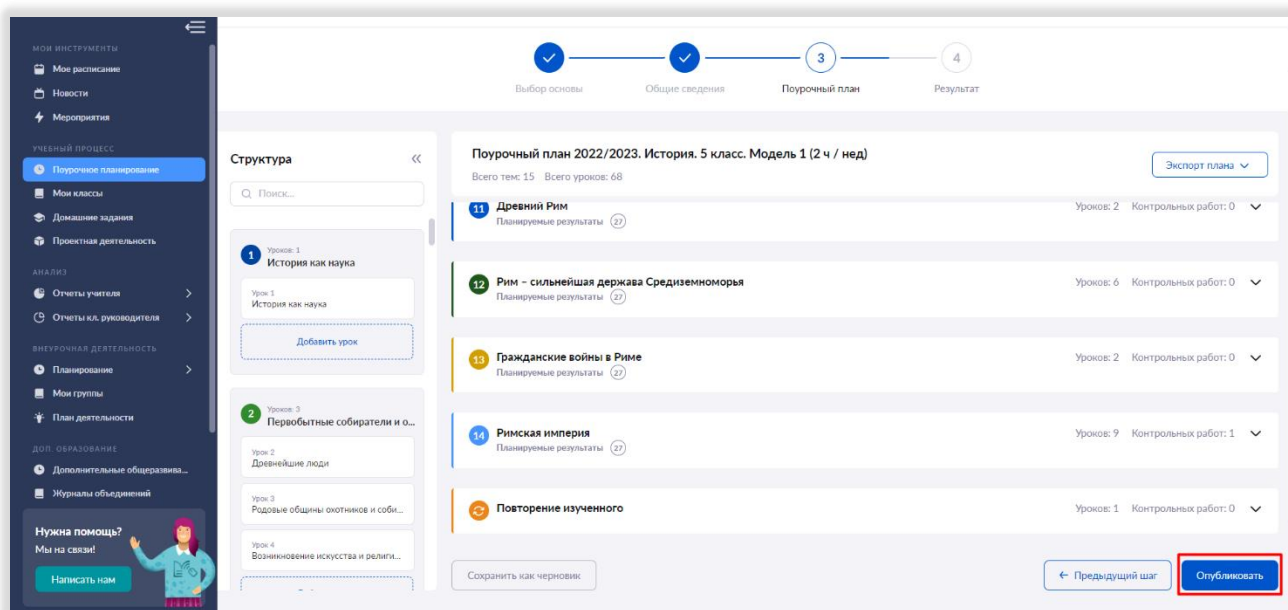 МОИ ИНСТРУМЕНТЫ
Мое расписание
Новости
Мероприятия
УЧЕБНЫЙ ПРОЦЕСС
Поурочное планирование
Мои классы
Домашние задания
Проектная деятельность
АНАЛИЗ
Отчеты учителя
Отчеты кл. руководителя
ВНЕУРОЧНАЯ ДЕЯТЕЛЬНОСТЬ
Планирование
Мои группы
План деятельности
ДОП. ОБРАЗОВАНИЕ
Дополнительные общеразвива...
Журналы объединений
Нужна помощь?
Мы на связи!
Написать нам
3
4
Выбор основы
Общие сведения
Поурочный план
Результат
Структура
Поиск...
Уроков: 1
1 История как наука
Урок 1
История как наука
Добавить урок
Уроков: 3
2 Первобытные собиратели и о...
Урок 2
Древнейшие люди
Урок 3
Родовые общины охотников и соби...
Урок 4
Возникновение искусства и религи...
Поурочный план 2022/2023. История. 5 класс. Модель 1 (2 ч / нед)
Всего тем: 15 Всего уроков: 68
Экспорт плана
11 Древний Рим Уроков: 2 Контрольных работ: 0
Планируемые результаты 27
12 Рим – сильнейшая держава Средиземноморья Уроков: 6 Контрольных работ: 0
Планируемые результаты 27
13 Гражданские войны в Риме Уроков: 2 Контрольных работ: 0
Планируемые результаты 27
14 Римская империя Уроков: 9 Контрольных работ: 1
Планируемые результаты 27
Повторение изученного Уроков: 1 Контрольных работ: 0
Сохранить как черновик
← Предыдущий шаг
Опубликовать